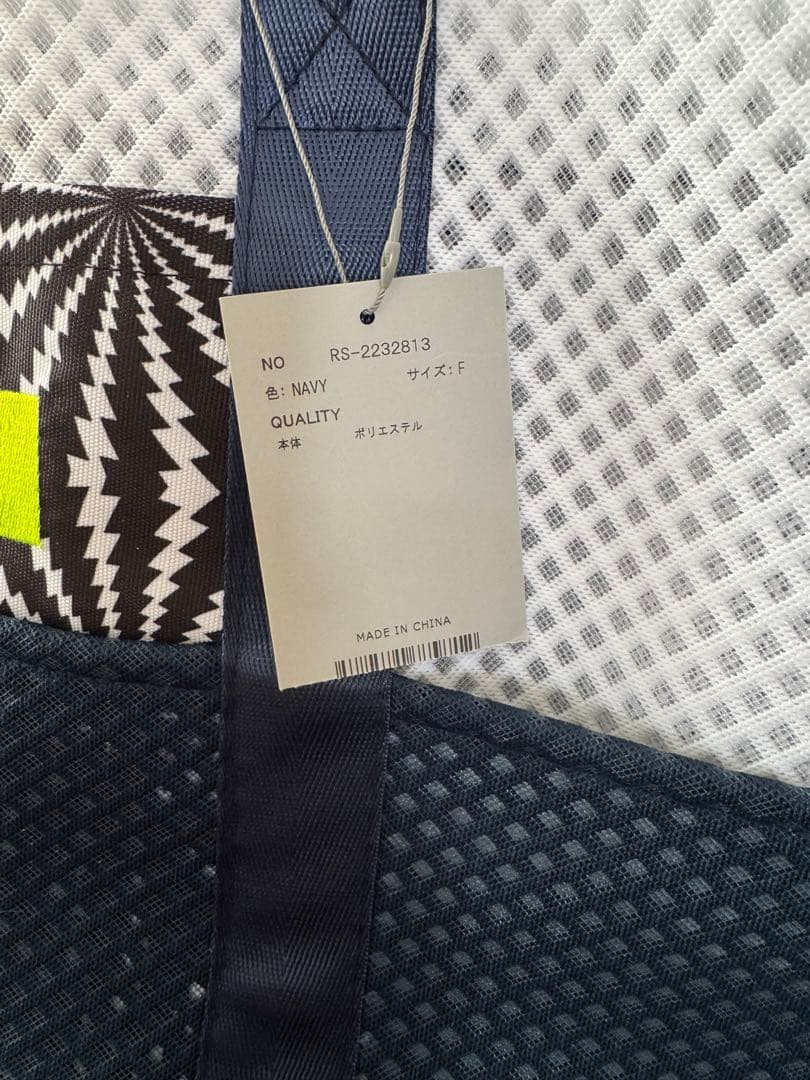 NO RS-2232813
色: NAVY サイズ: F
QUALITY
本体 ポリエステル
MADE IN CHINA